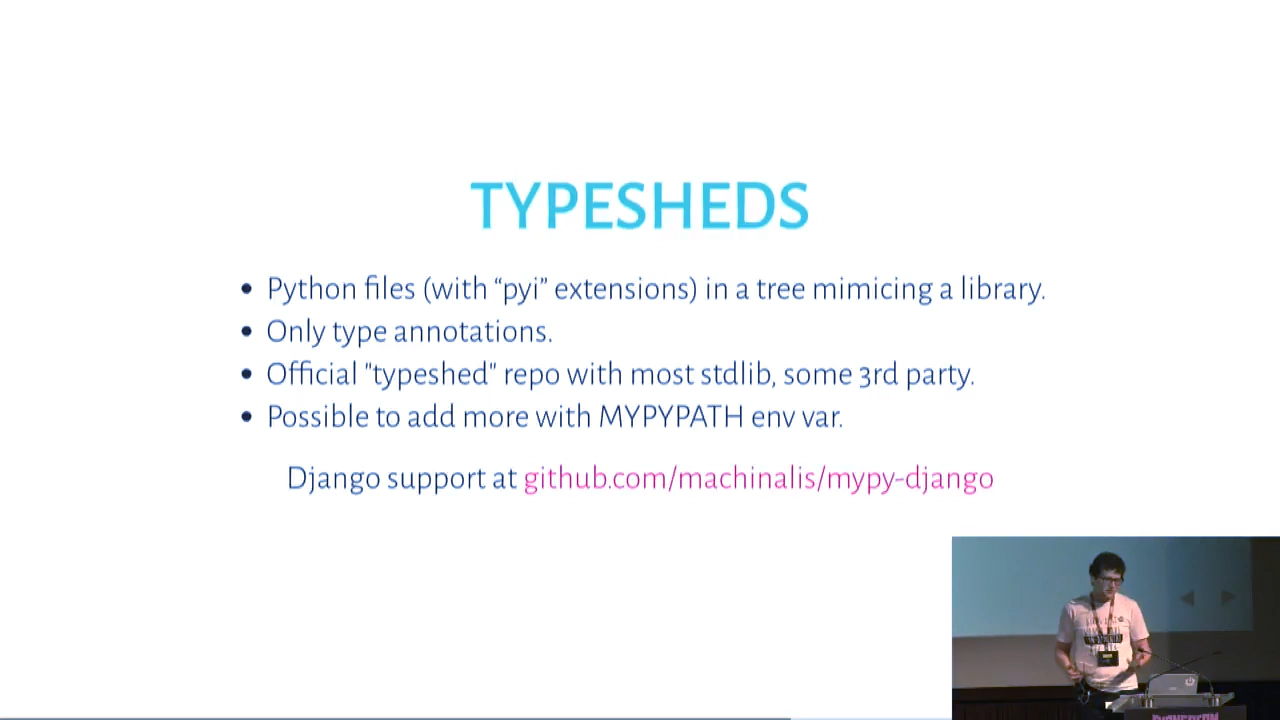 TYPESHEDS
Python files (with “pyi” extensions) in a tree mimicing a library.
Only type annotations.
Official "typeshed" repo with most stdlib, some 3rd party.
Possible to add more with MYPYPATH env var.
Django support at github.com/machinalis/mypy-django